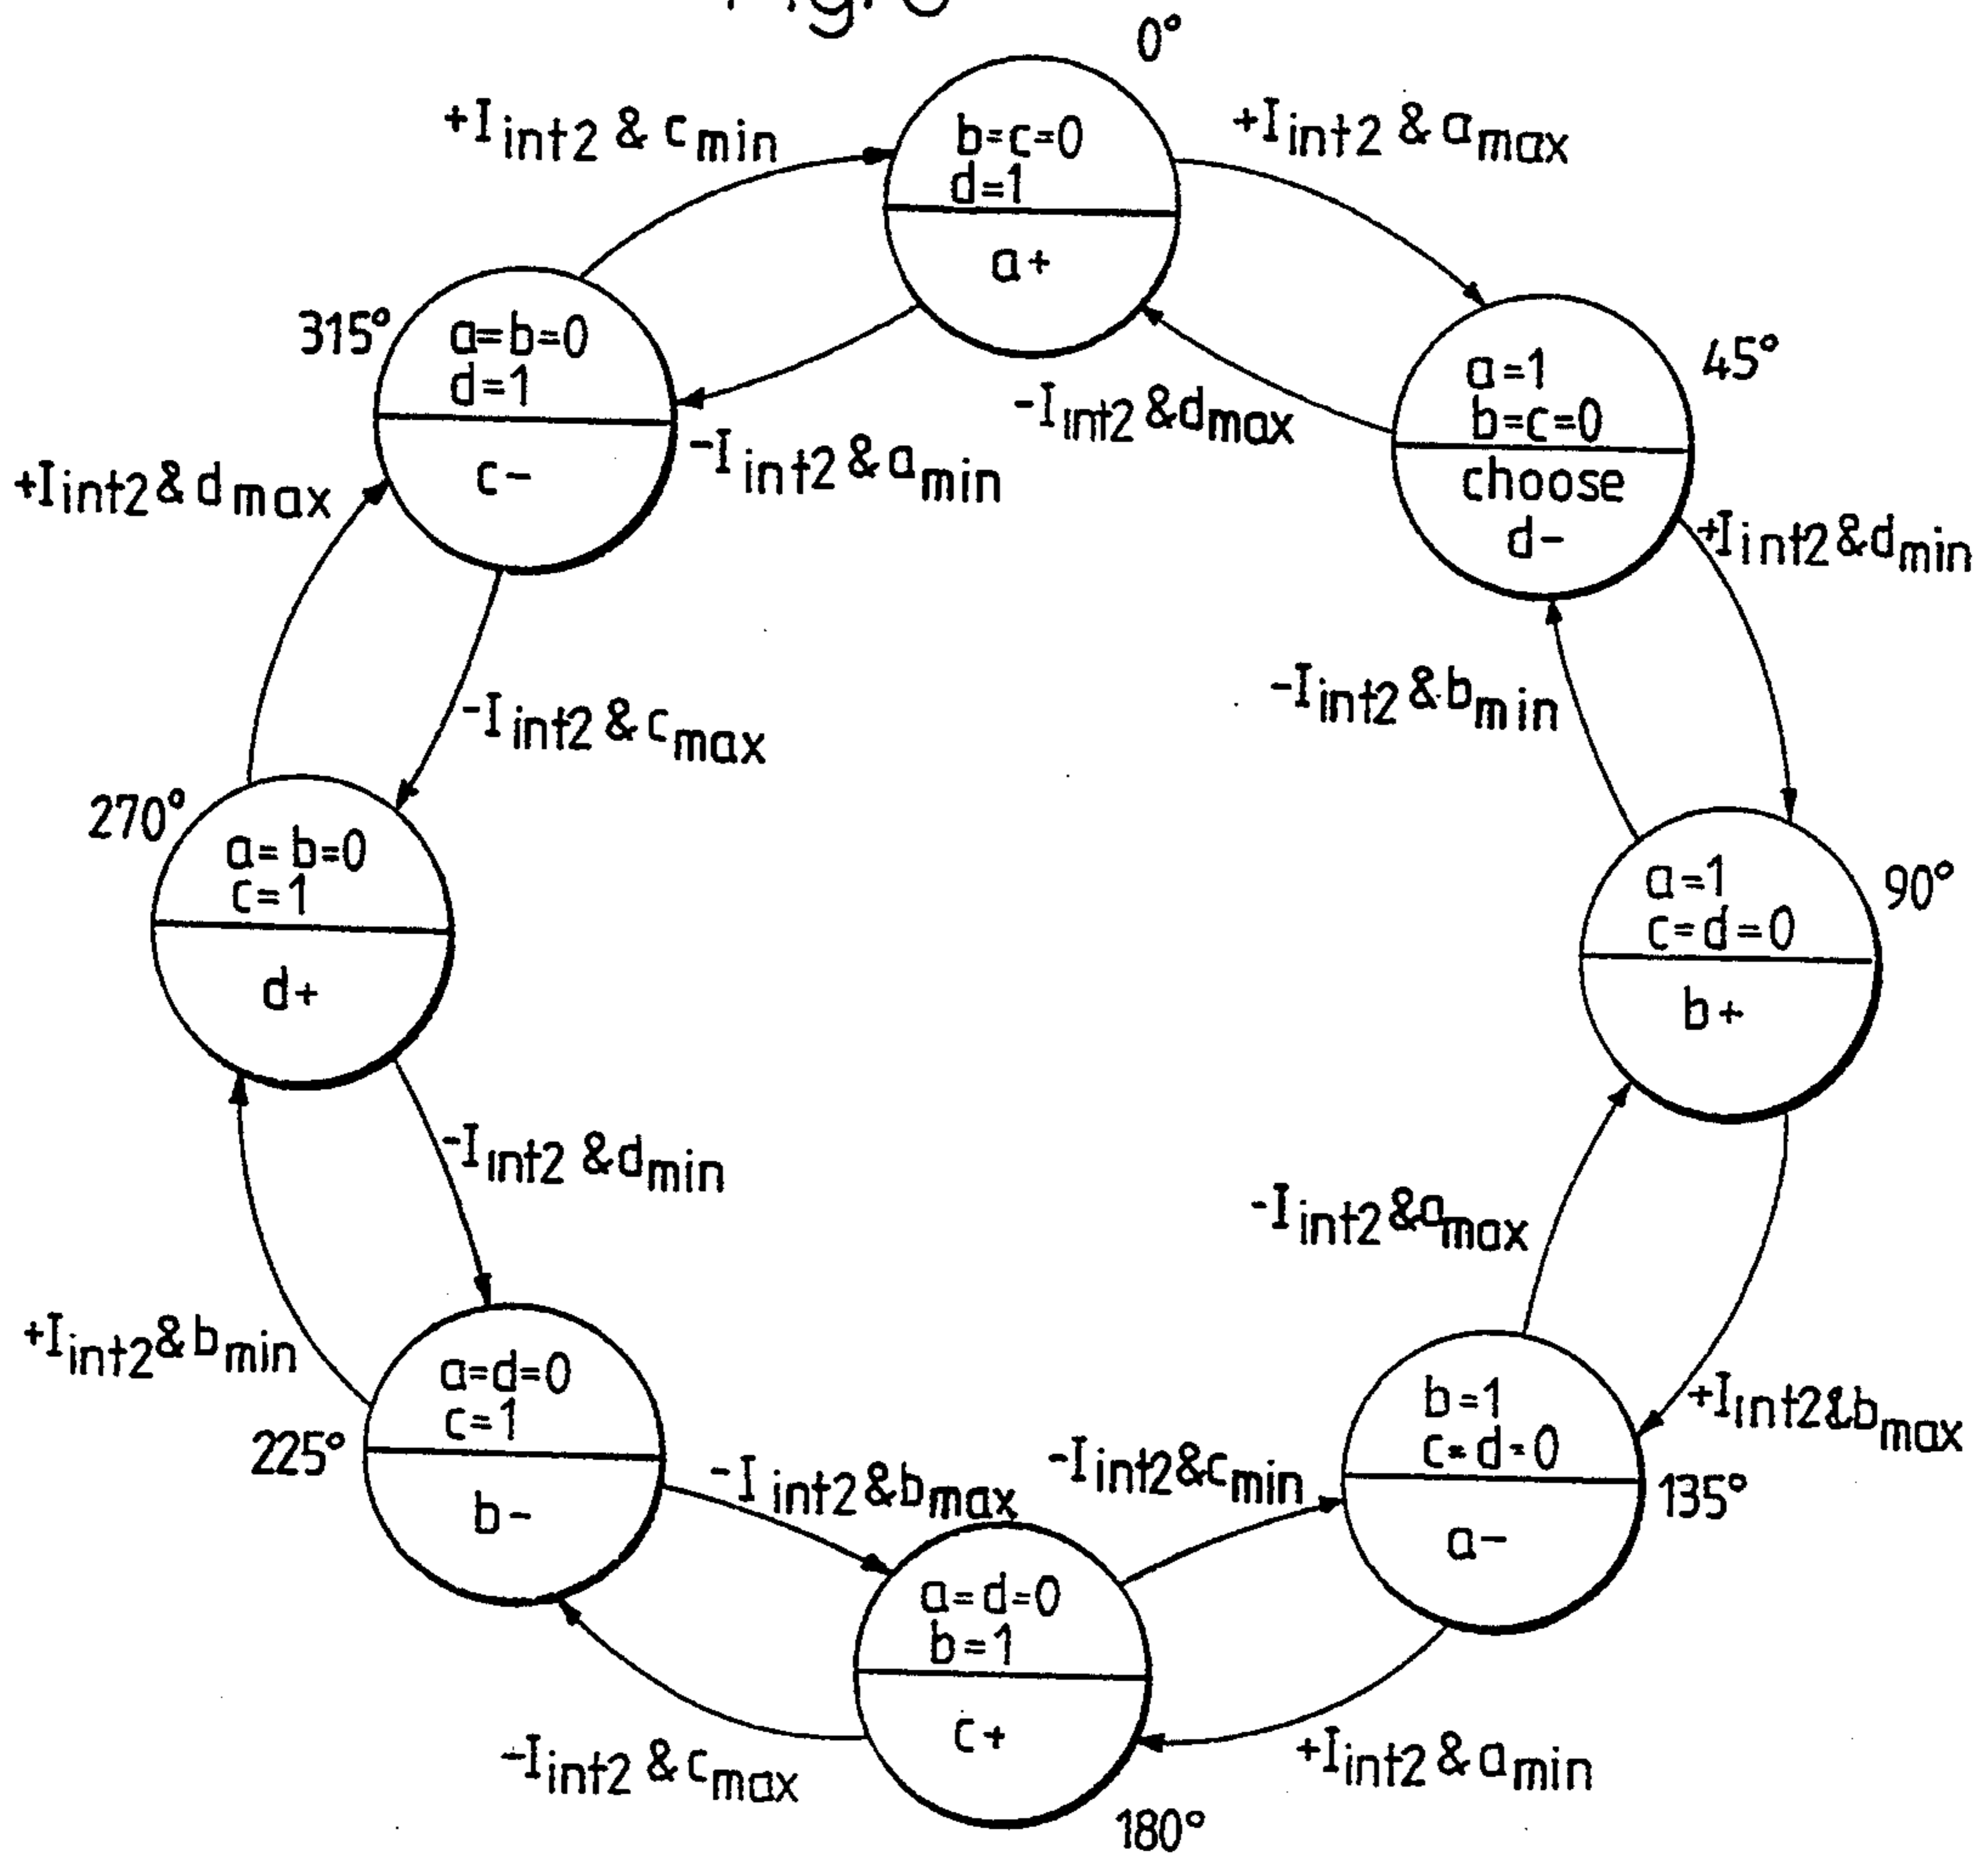 0°
+Iint2 & cmin
+Iint2 & amax
b=c=0
d=1
a+
315°
a=b=0
d=1
c-
45°
a=1
b=c=0
choose
d-
-Iint2 & dmax
-Iint2 & amin
+Iint2 & dmax
+Iint2 & dmin
-Iint2 & bmin
-Iint2 & cmax
270°
a=b=0
c=1
d+
90°
a=1
c=d=0
b+
-Iint2 & dmin
-Iint2 & amax
+Iint2 & bmin
+Iint2 & bmax
225°
a=d=0
c=1
b-
135°
b=1
c=d=0
a-
-Iint2 & bmax
-Iint2 & cmin
a=d=0
b=1
c+
180°
-Iint2 & cmax
+Iint2 & amin